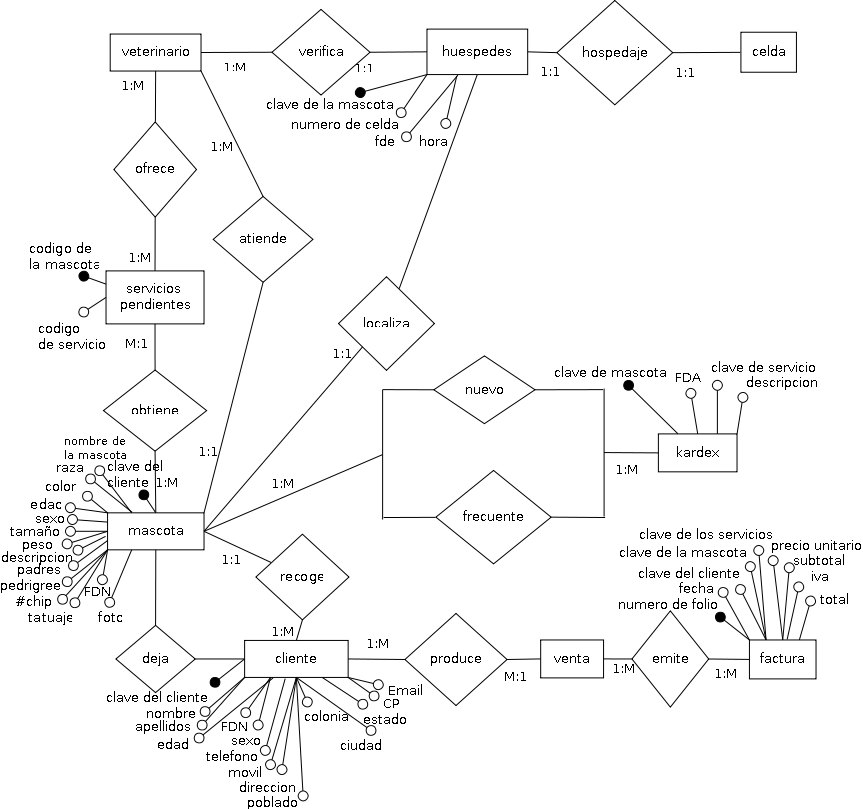 veterinario
verifica
huespedes
hospedaje
celda
1:M
1:1
1:1
1:1
1:M
clave de la mascota
numero de celda
fde
hora
1:M
ofrece
atiende
codigo de
la mascota
1:M
servicios
pendientes
codigo
de servicio
M:1
localiza
1:1
obtiene
nuevo
clave de mascota
FDA
clave de servicio
descripcion
kardex
1:M
nombre de
la mascota
raza
clave del
cliente
1:M
1:1
color
1:M
edac
sexo
tamaño
peso
descripcion
padres
pedrigree
#chip
tatuaje
FDN
fotc
mascota
frecuente
1:1
recoge
clave de los servicios
clave de la mascota
clave del cliente
fecha
numero de folio
precio unitario
subtotal
iva
total
1:M
deja
cliente
1:M
produce
M:1
venta
1:M
emite
1:M
factura
clave del cliente
nombre
apellidos
edad
FDN
sexo
telefono
movil
direccion
poblado
colonia
ciudad
estado
CP
Email